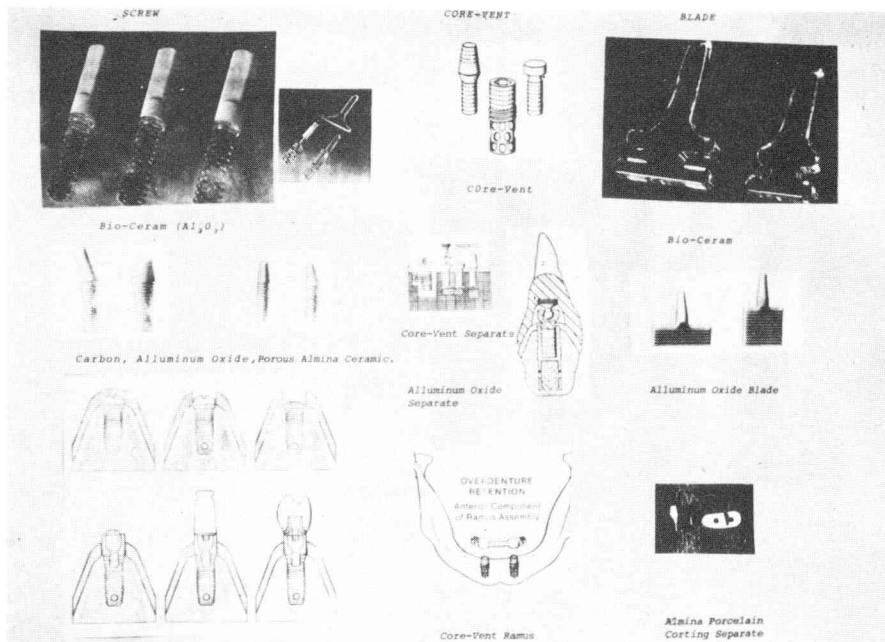 SCREW
CORE-VENT
BLADE
Core-Vent
Bio-Ceram (Al₂O₃)
Bio-Ceram
Core-Vent Separate
Carbon, Alluminum Oxide,Porous Almina Ceramic.
Alluminum Oxide
Separate
Alluminum Oxide Blade
OVERDENTURE
RETENTION
Anterior Component
of Ramus Assembly
Core-Vent Ramus
Almina Porcelain
Corting Separate